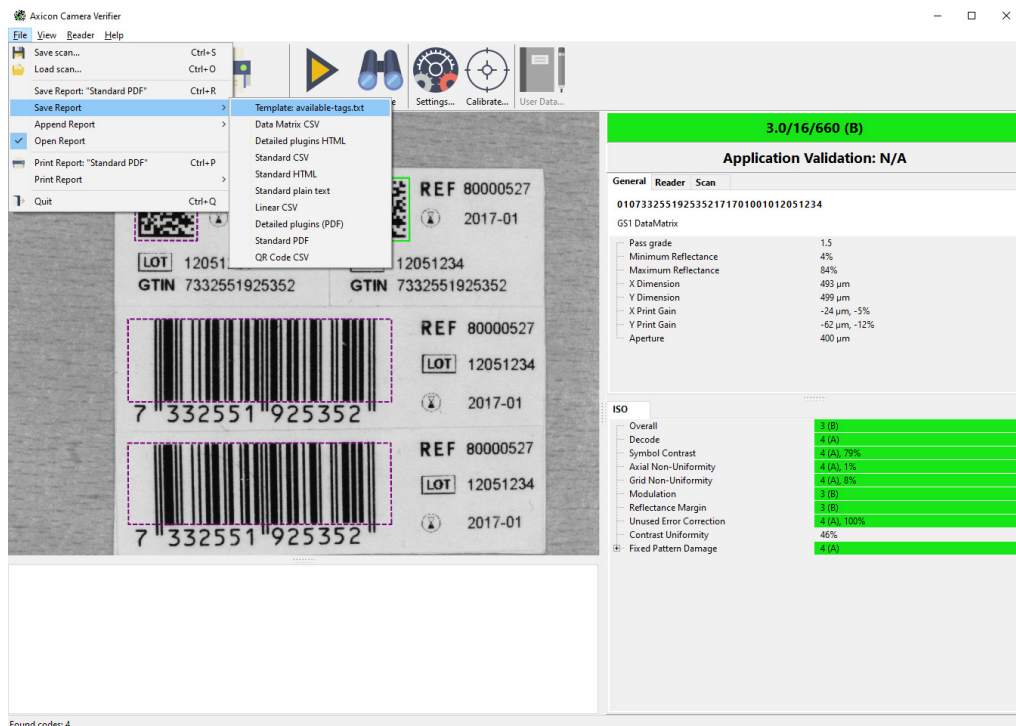 Axicon Camera Verifier
File View Reader Help
Save scan... Ctrl+S
Load scan... Ctrl+O
Save Report: "Standard PDF" Ctrl+R
Save Report
Append Report
Open Report
Print Report: "Standard PDF" Ctrl+P
Print Report
Quit Ctrl+Q
Template: available-tags.txt
Data Matrix CSV
Detailed plugins HTML
Standard CSV
Standard HTML
Standard plain text
Linear CSV
Detailed plugins (PDF)
Standard PDF
QR Code CSV
Settings... Calibrate... User Data...
REF 80000527
2017-01
LOT 12051 12051234
GTIN 7332551925352 GTIN 7332551925352
REF 80000527
LOT 12051234
2017-01
7 332551 925352
REF 80000527
LOT 12051234
2017-01
7 332551 925352
3.0/16/660 (B)
Application Validation: N/A
General Reader Scan
010733255192535217170100101205​1234
GS1 DataMatrix
Pass grade 1.5
Minimum Reflectance 4%
Maximum Reflectance 84%
X Dimension 493 µm
Y Dimension 499 µm
X Print Gain -24 µm, -5%
Y Print Gain -62 µm, -12%
Aperture 400 µm
ISO
Overall 3 (B)
Decode 4 (A)
Symbol Contrast 4 (A), 79%
Axial Non-Uniformity 4 (A), 1%
Grid Non-Uniformity 4 (A), 8%
Modulation 3 (B)
Reflectance Margin 3 (B)
Unused Error Correction 4 (A), 100%
Contrast Uniformity 46%
Fixed Pattern Damage 4 (A)
Found codes: 4